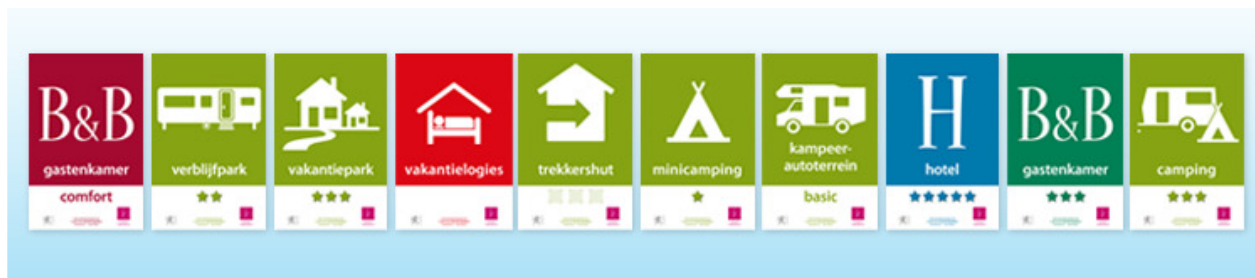 B&B
gastenkamer
comfort
verblijfpark
vakantiepark
vakantielogies
trekkershut
minicamping
kampeer-
autoterrein
basic
H
hotel
B&B
gastenkamer
camping